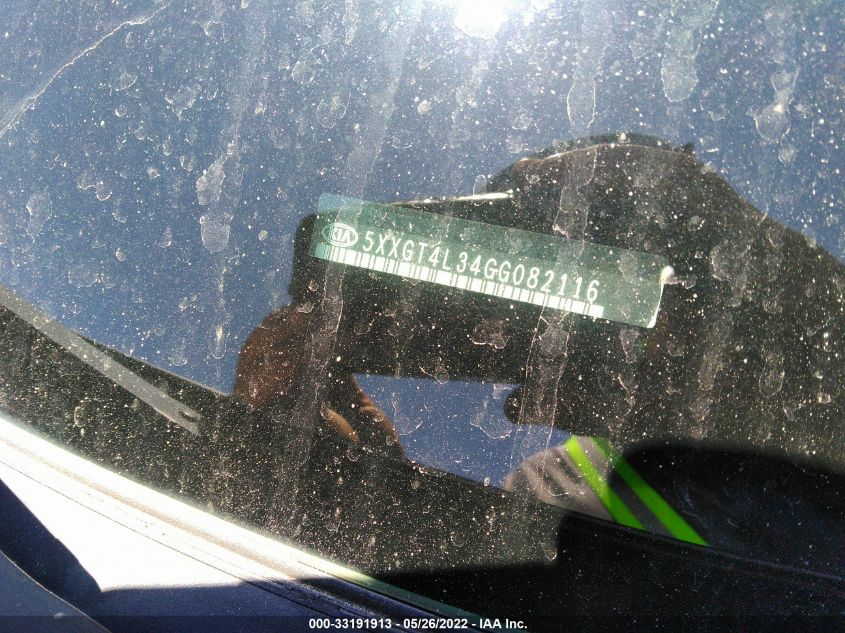 KIA 5XXGT4L34GG082116
000-33191913 - 05/26/2022 - IAA Inc.